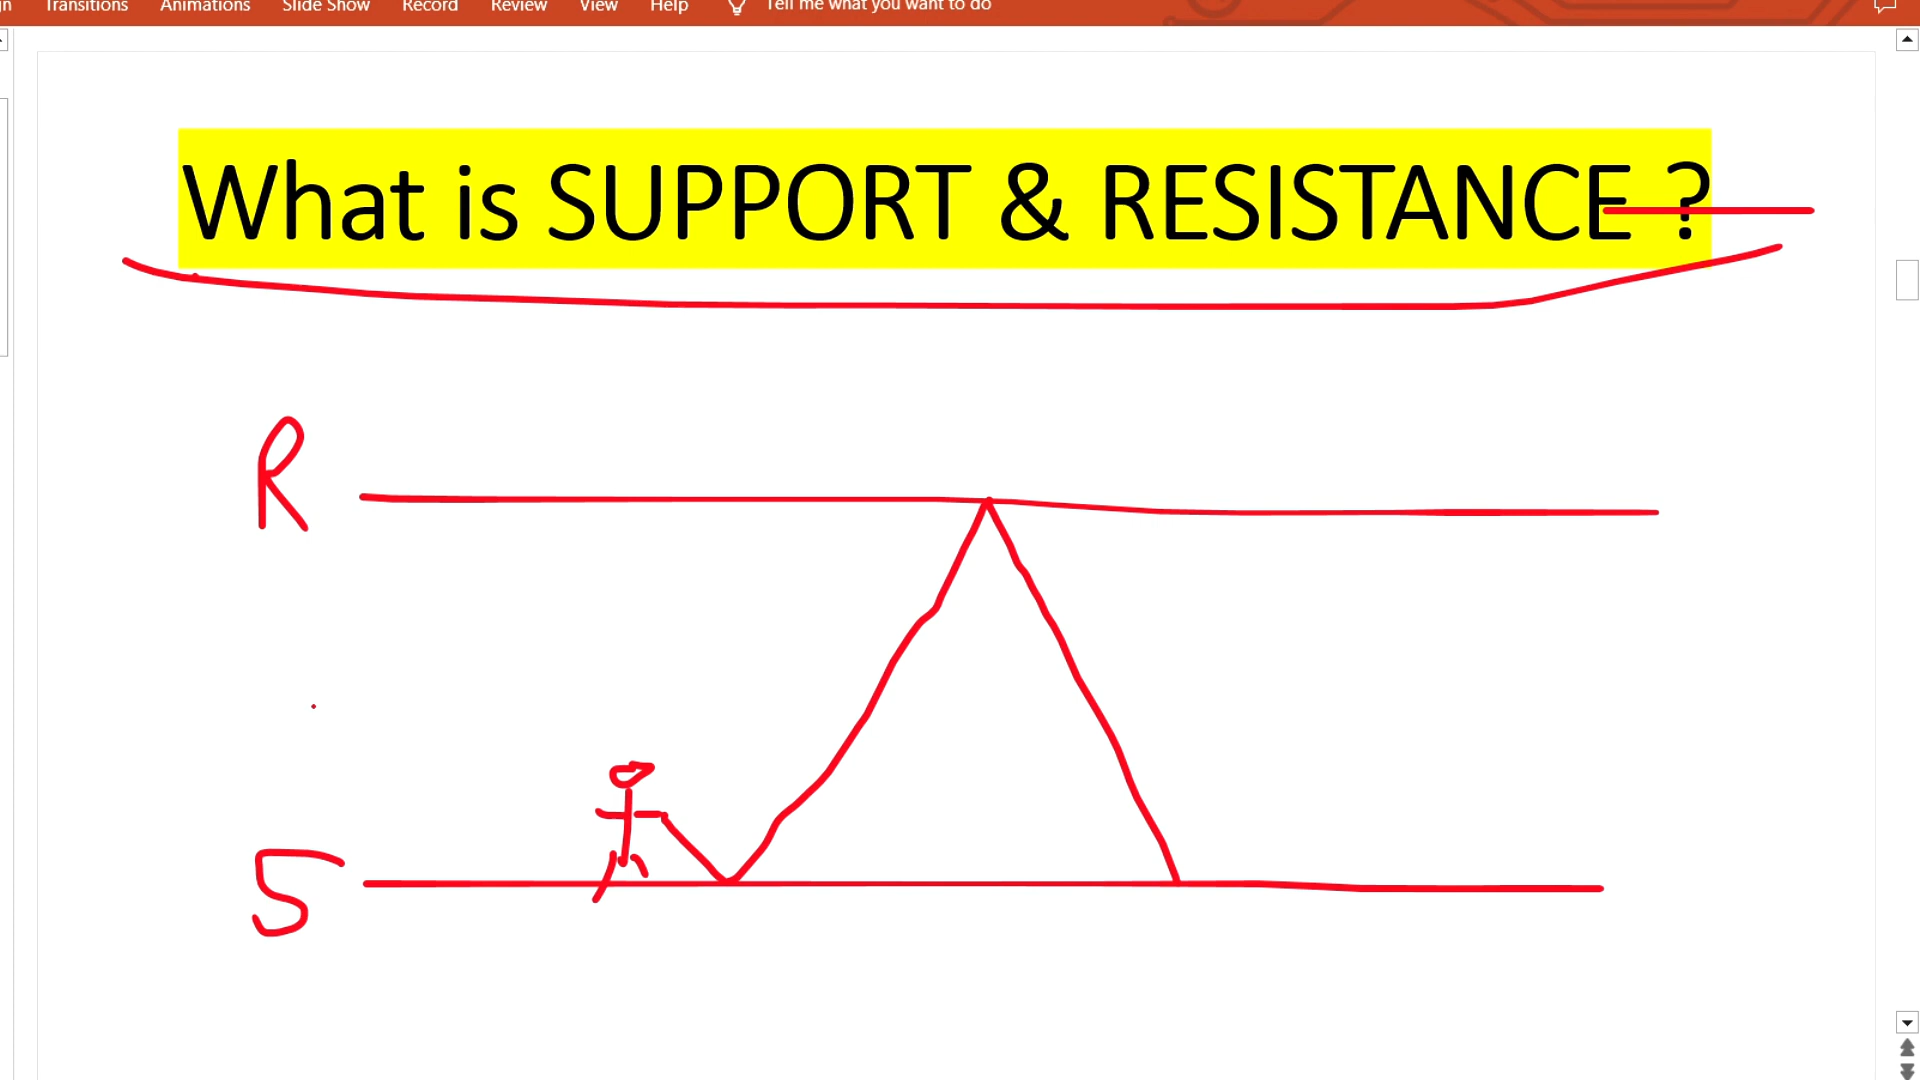 Transitions Animations Slide Show Record Review View Help Tell me what you want to do
What is SUPPORT & RESISTANCE ?
R
S